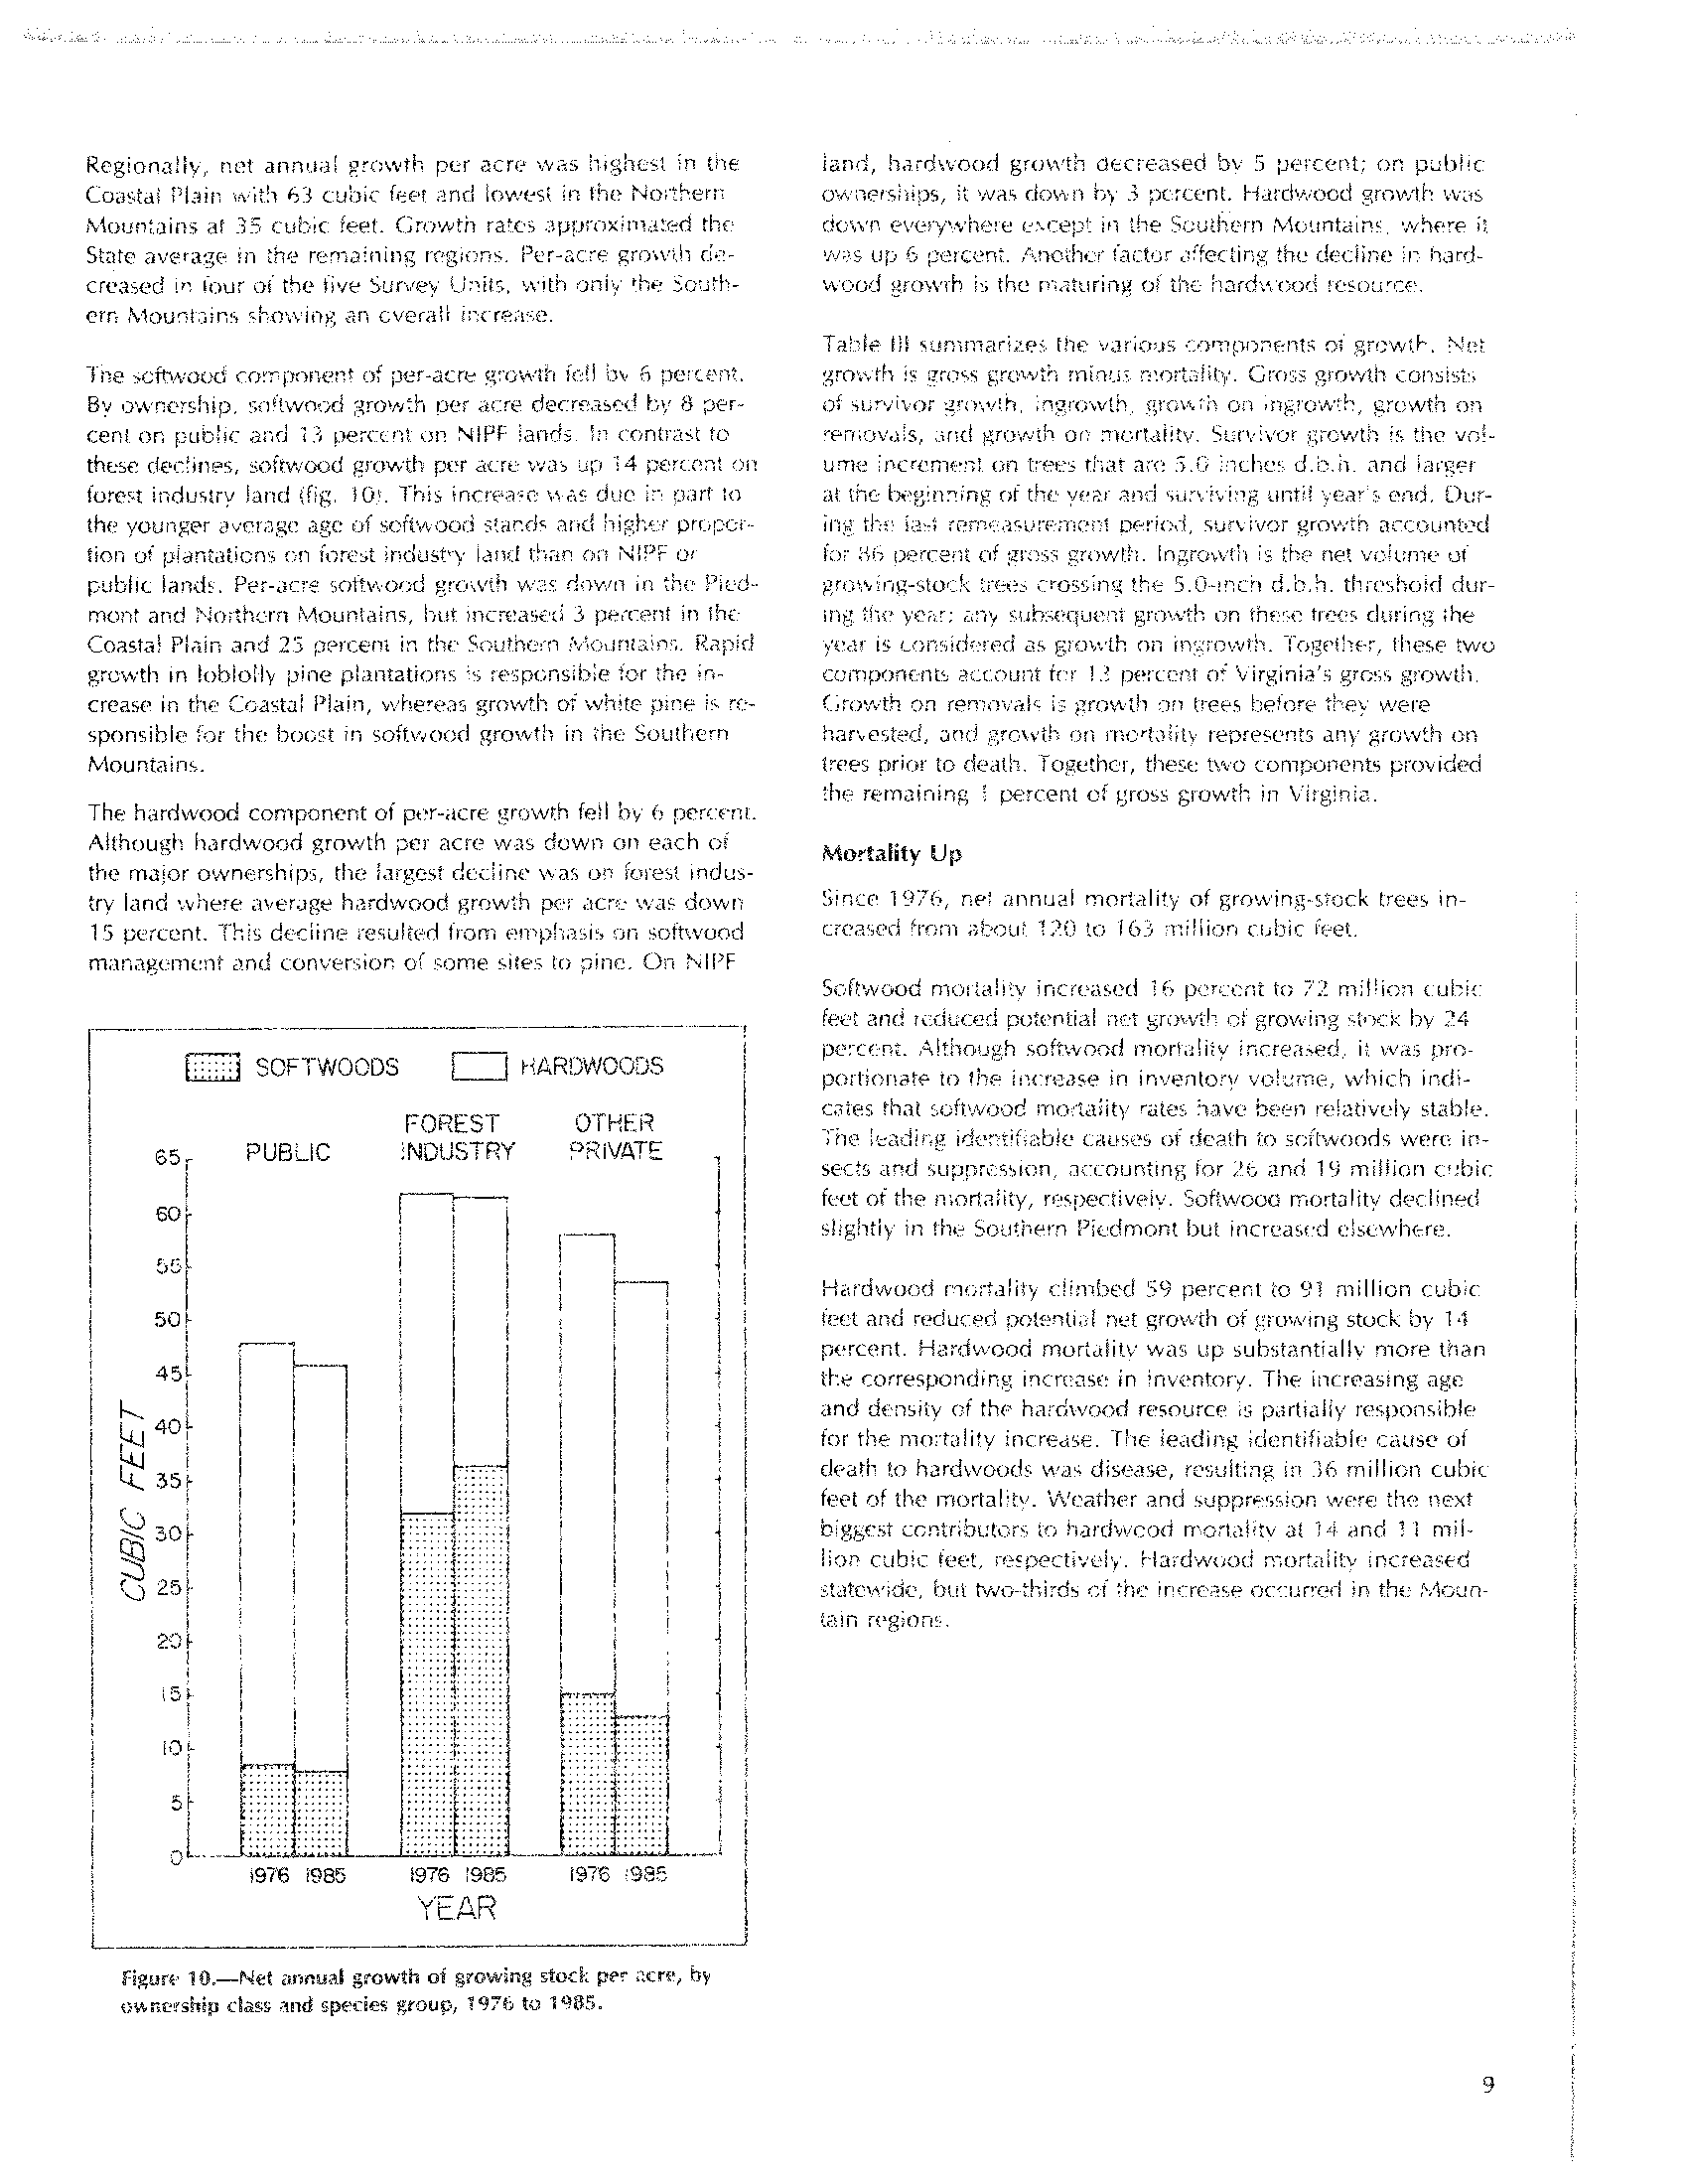 Regionally, net annual growth per acre was highest in the
Coastal Plain with 63 cubic feet and lowest in the Northern
Mountains at 35 cubic feet. Growth rates approximated the
State average in the remaining regions. Per-acre growth de-
creased in four of the five Survey Units, with only the South-
ern Mountains showing an overall increase.
The softwood component of per-acre growth fell by 6 percent.
By ownership, softwood growth per acre decreased by 8 per-
cent on public and 13 percent on NIPF lands. In contrast to
these declines, softwood growth per acre was up 14 percent on
forest industry land (fig. 10). This increase was due in part to
the younger average age of softwood stands and higher propor-
tion of plantations on forest industry land than on NIPF or
public lands. Per-acre softwood growth was down in the Pied-
mont and Northern Mountains, but increased 3 percent in the
Coastal Plain and 25 percent in the Southern Mountains. Rapid
growth in loblolly pine plantations is responsible for the in-
crease in the Coastal Plain, whereas growth of white pine is re-
sponsible for the boost in softwood growth in the Southern
Mountains.
The hardwood component of per-acre growth fell by 6 percent.
Although hardwood growth per acre was down on each of
the major ownerships, the largest decline was on forest indus-
try land where average hardwood growth per acre was down
15 percent. This decline resulted from emphasis on softwood
management and conversion of some sites to pine. On NIPF
SOFTWOODS HARDWOODS
PUBLIC
FOREST
INDUSTRY
OTHER
PRIVATE
65
60
55
50
45
40
35
30
25
20
15
10
5
0
CUBIC FEET
1976 1985 1976 1985 1976 1985
YEAR
Figure 10.—Net annual growth of growing stock per acre, by
ownership class and species group, 1976 to 1985.
land, hardwood growth decreased by 5 percent; on public
ownerships, it was down by 3 percent. Hardwood growth was
down everywhere except in the Southern Mountains, where it
was up 6 percent. Another factor affecting the decline in hard-
wood growth is the maturing of the hardwood resource.
Table III summarizes the various components of growth. Net
growth is gross growth minus mortality. Gross growth consists
of survivor growth, ingrowth, growth on ingrowth, growth on
removals, and growth on mortality. Survivor growth is the vol-
ume increment on trees that are 5.0 inches d.b.h. and larger
at the beginning of the year and surviving until year's end. Dur-
ing the last remeasurement period, survivor growth accounted
for 86 percent of gross growth. Ingrowth is the net volume of
growing-stock trees crossing the 5.0-inch d.b.h. threshold dur-
ing the year; any subsequent growth on these trees during the
year is considered as growth on ingrowth. Together, these two
components account for 13 percent of Virginia's gross growth.
Growth on removals is growth on trees before they were
harvested, and growth on mortality represents any growth on
trees prior to death. Together, these two components provided
the remaining 1 percent of gross growth in Virginia.
Mortality Up
Since 1976, net annual mortality of growing-stock trees in-
creased from about 120 to 163 million cubic feet.
Softwood mortality increased 16 percent to 72 million cubic
feet and reduced potential net growth of growing stock by 24
percent. Although softwood mortality increased, it was pro-
portionate to the increase in inventory volume, which indi-
cates that softwood mortality rates have been relatively stable.
The leading identifiable causes of death to softwoods were in-
sects and suppression, accounting for 26 and 19 million cubic
feet of the mortality, respectively. Softwood mortality declined
slightly in the Southern Piedmont but increased elsewhere.
Hardwood mortality climbed 59 percent to 91 million cubic
feet and reduced potential net growth of growing stock by 14
percent. Hardwood mortality was up substantially more than
the corresponding increase in inventory. The increasing age
and density of the hardwood resource is partially responsible
for the mortality increase. The leading identifiable cause of
death to hardwoods was disease, resulting in 36 million cubic
feet of the mortality. Weather and suppression were the next
biggest contributors to hardwood mortality at 14 and 11 mil-
lion cubic feet, respectively. Hardwood mortality increased
statewide, but two-thirds of the increase occurred in the Moun-
tain regions.
9